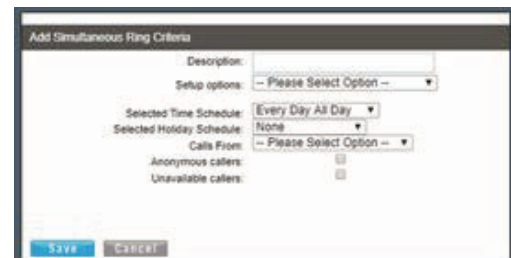 Add Simultaneous Ring Criteria
Description:
Setup options: -- Please Select Option --
Selected Time Schedule: Every Day All Day
Selected Holiday Schedule: None
Calls From: -- Please Select Option --
Anonymous callers:
Unavailable callers:
Save Cancel